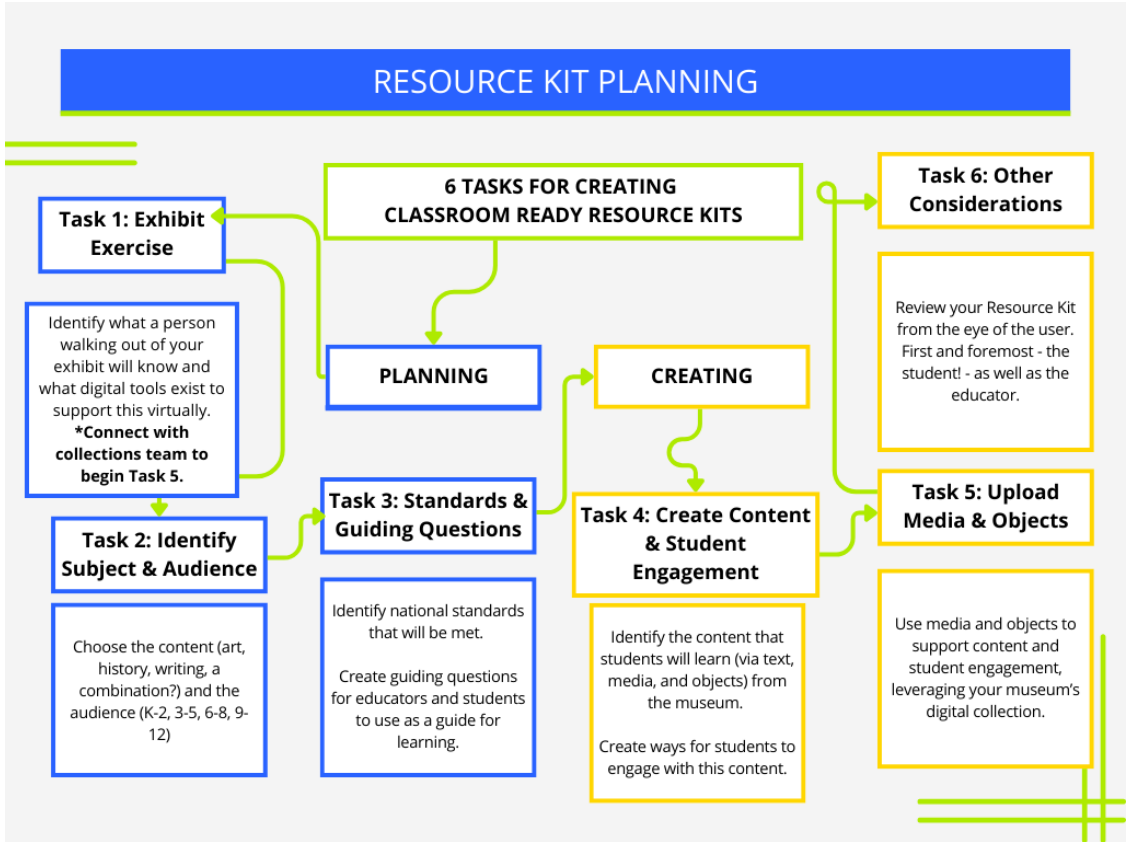 RESOURCE KIT PLANNING
6 TASKS FOR CREATING
CLASSROOM READY RESOURCE KITS
PLANNING
Task 1: Exhibit
Exercise
Identify what a person
walking out of your
exhibit will know and
what digital tools exist to
support this virtually.
*Connect with
collections team to
begin Task 5.
Task 2: Identify
Subject & Audience
Choose the content (art,
history, writing, a
combination?) and the
audience (K-2, 3-5, 6-8, 9-
12)
Task 3: Standards &
Guiding Questions
Identify national standards
that will be met.
Create guiding questions
for educators and students
to use as a guide for
learning.
CREATING
Task 4: Create Content
& Student
Engagement
Identify the content that
students will learn (via text,
media, and objects) from
the museum.
Create ways for students to
engage with this content.
Task 5: Upload
Media & Objects
Use media and objects to
support content and
student engagement,
leveraging your museum’s
digital collection.
Task 6: Other
Considerations
Review your Resource Kit
from the eye of the user.
First and foremost - the
student! - as well as the
educator.